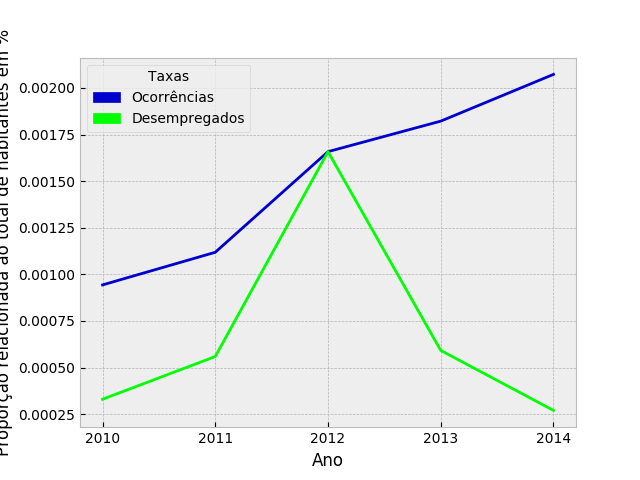 Proporção relacionada ao total de habitantes em %
Taxas
Ocorrências
Desempregados
0.00200
0.00175
0.00150
0.00125
0.00100
0.00075
0.00050
0.00025
2010 2011 2012 2013 2014
Ano